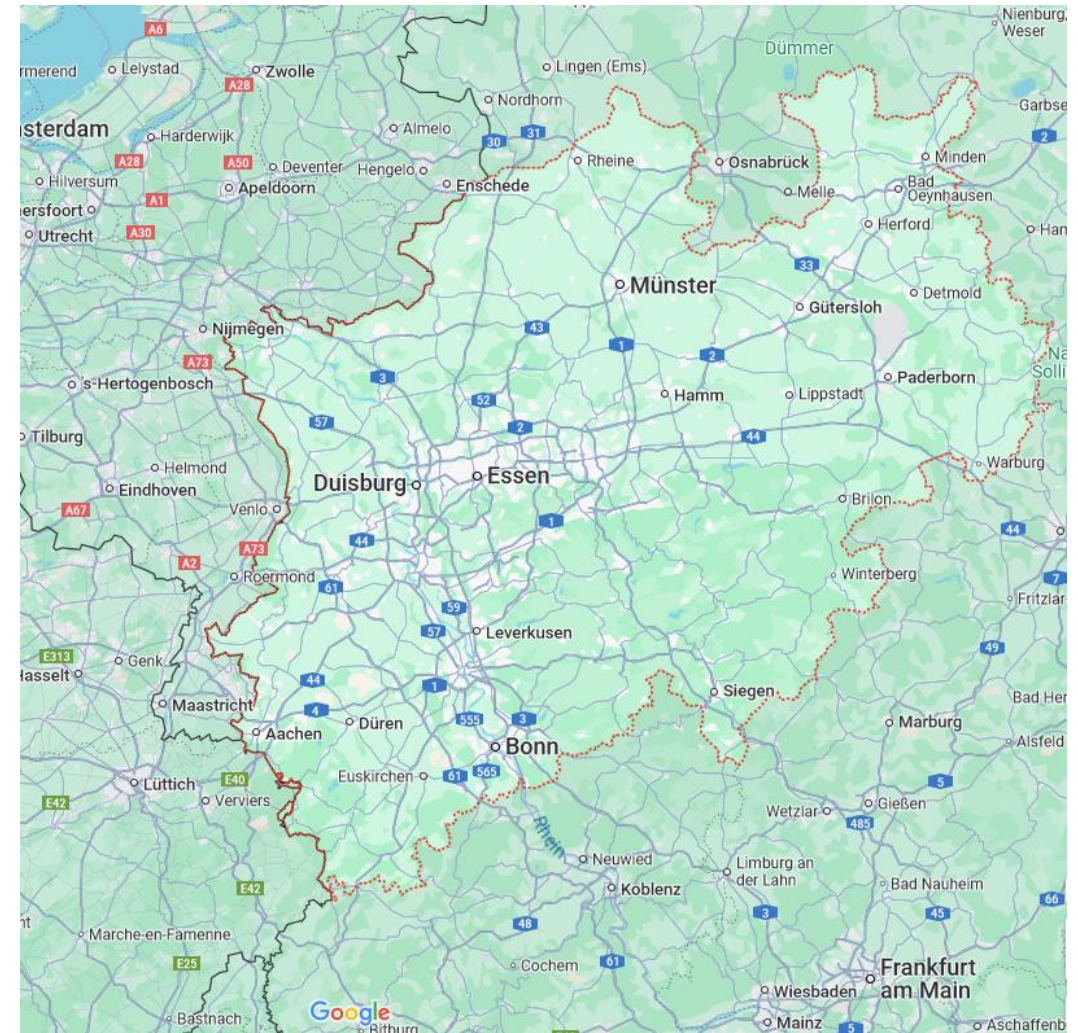 Nienburg/
Weser
A6
Dümmer
Lelystad
Zwolle
Lingen (Ems)
rmerend
A28
Nordhorn
Garbse
sterdam
Harderwijk
Almelo
30
31
2
A28
A50
Deventer
Hengelo
Rheine
Osnabrück
Minden
Hilversum
Apeldoorn
Enschede
Melle
Bad
Oeynhausen
A1
ersfoort
Utrecht
A30
Herford
Ham
33
Münster
Detmold
Gütersloh
Nijmegen
43
1
2
Na
Solli
A73
3
s-Hertogenbosch
Paderborn
52
Hamm
Lippstadt
57
2
44
Tilburg
Helmond
Warburg
Eindhoven
Duisburg
Essen
Brilon
A67
Venlo
1
44
44
A73
A2
Roermond
61
Winterberg
7
59
Fritzlar
57
Leverkusen
49
E313
Genk
Hasselt
44
1
Siegen
Bad Her
Maastricht
4
555
3
Marburg
Düren
Aachen
Bonn
Alsfeld
Euskirchen
61
565
Lüttich
E40
5
E42
Verviers
Wetzlar
Gießen
Rhein
485
Neuwied
Limburg an
der Lahn
E42
Koblenz
Bad Nauheim
66
3
45
nt
48
Marche-en-Famenne
61
E25
Cochem
Frankfurt
am Main
Wiesbaden
Google
Bastnach
Bitburg
Mainz
5
Aschaffenb